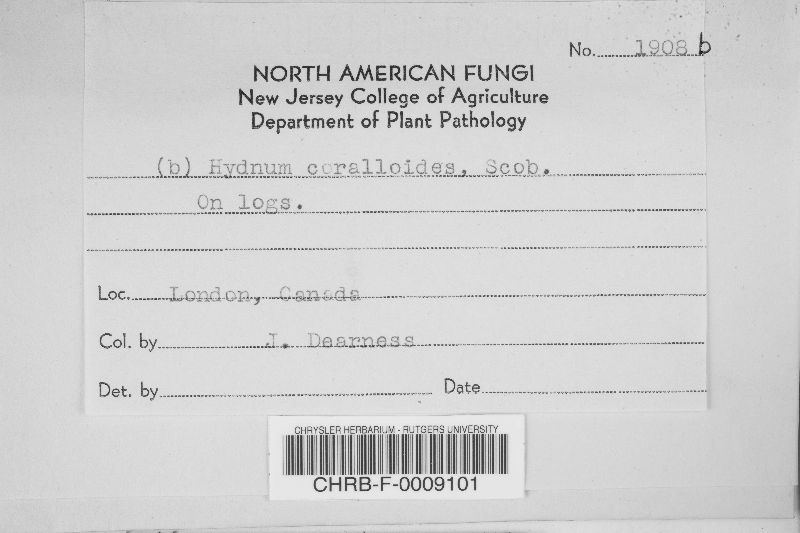 No. 1908 b
NORTH AMERICAN FUNGI
New Jersey College of Agriculture
Department of Plant Pathology
(b) Hydnum coralloides, Scob.
On logs.
Loc. London, Canada
Col. by J. Dearness
Det. by Date
CHRYSLER HERBARIUM - RUTGERS UNIVERSITY
CHRB-F-0009101